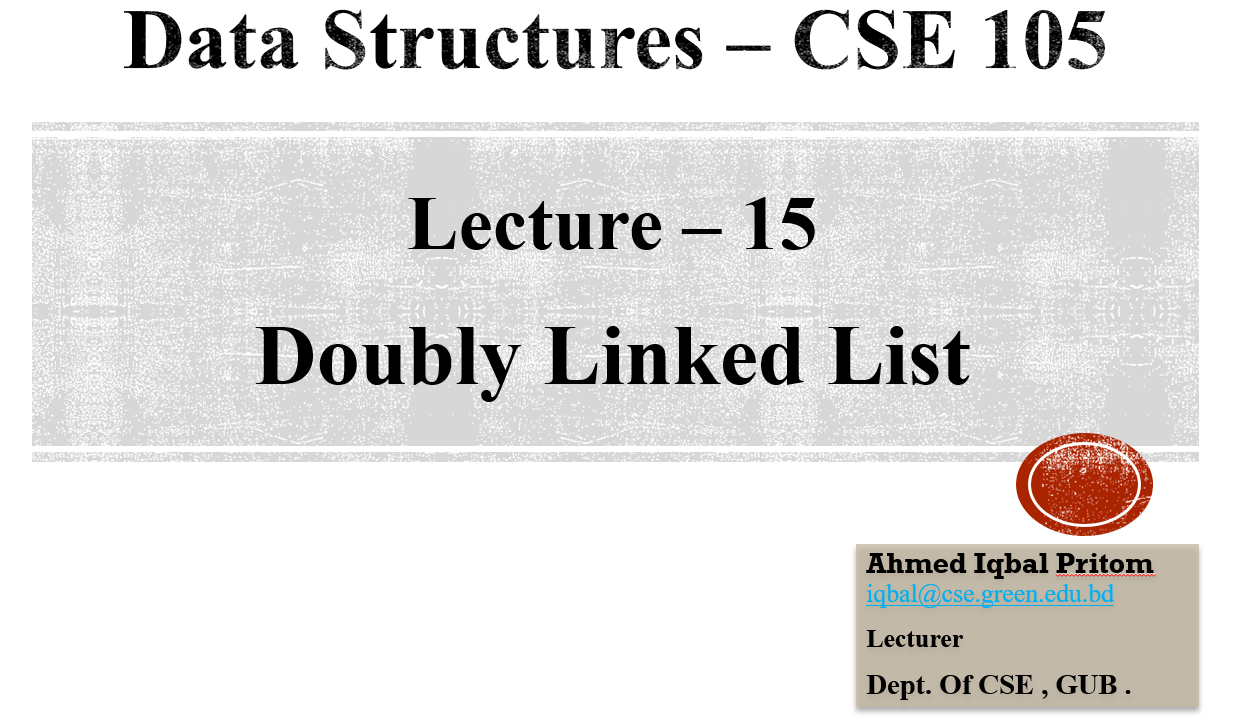 Data Structures – CSE 105
Lecture – 15
Doubly Linked List
Ahmed Iqbal Pritom
iqbal@cse.green.edu.bd
Lecturer
Dept. Of CSE , GUB .